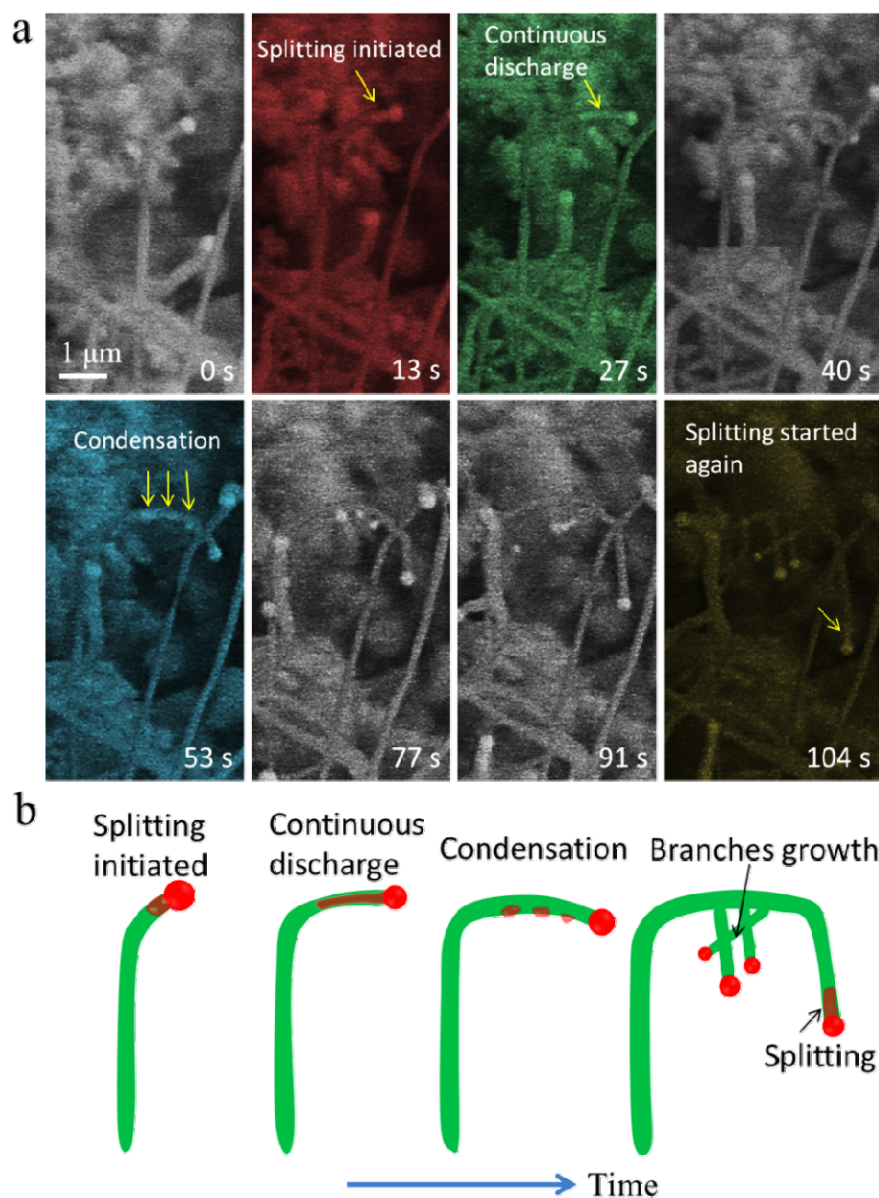 a
Splitting initiated
Continuous
discharge
1 μm
0 s
13 s
27 s
40 s
Condensation
Splitting started
again
53 s
77 s
91 s
104 s
b
Splitting
initiated
Continuous
discharge
Condensation
Branches growth
Splitting
Time